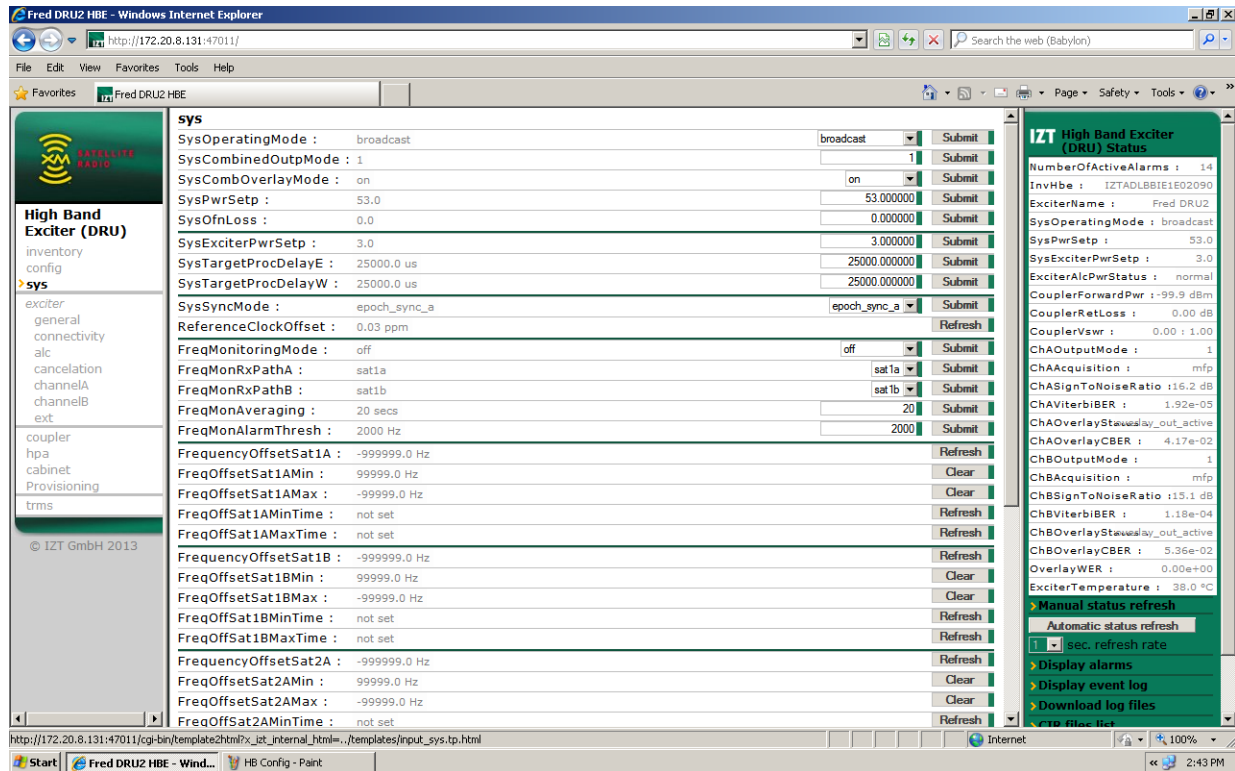 Fred DRU2 HBE - Windows Internet Explorer
http://172.20.8.131:47011/
Search the web (Babylon)
File Edit View Favorites Tools Help
Favorites Fred DRU2 HBE
Page Safety Tools
XM SATELLITE RADIO
High Band Exciter (DRU)
inventory
config
sys
exciter
general
connectivity
alc
cancelation
channelA
channelB
ext
coupler
hpa
cabinet
Provisioning
trms
© IZT GmbH 2013
sys
SysOperatingMode : broadcast broadcast Submit
SysCombinedOutpMode : 1 1 Submit
SysCombOverlayMode : on on Submit
SysPwrSetp : 53.0 53.000000 Submit
SysOfnLoss : 0.0 0.000000 Submit
SysExciterPwrSetp : 3.0 3.000000 Submit
SysTargetProcDelayE : 25000.0 us 25000.000000 Submit
SysTargetProcDelayW : 25000.0 us 25000.000000 Submit
SysSyncMode : epoch_sync_a epoch_sync_a Submit
ReferenceClockOffset : 0.03 ppm Refresh
FreqMonitoringMode : off off Submit
FreqMonRxPathA : sat1a sat1a Submit
FreqMonRxPathB : sat1b sat1b Submit
FreqMonAveraging : 20 secs 20 Submit
FreqMonAlarmThresh : 2000 Hz 2000 Submit
FrequencyOffsetSat1A : -999999.0 Hz Refresh
FreqOffsetSat1AMin : 99999.0 Hz Clear
FreqOffsetSat1AMax : -99999.0 Hz Clear
FreqOffSat1AMinTime : not set Refresh
FreqOffSat1AMaxTime : not set Refresh
FrequencyOffsetSat1B : -999999.0 Hz Refresh
FreqOffsetSat1BMin : 99999.0 Hz Clear
FreqOffsetSat1BMax : -99999.0 Hz Clear
FreqOffSat1BMinTime : not set Refresh
FreqOffSat1BMaxTime : not set Refresh
FrequencyOffsetSat2A : -999999.0 Hz Refresh
FreqOffsetSat2AMin : 99999.0 Hz Clear
FreqOffsetSat2AMax : -99999.0 Hz Clear
FreqOffSat2AMinTime : not set Refresh
IZT High Band Exciter (DRU) Status
NumberOfActiveAlarms : 14
InvHbe : IZTADLBBIE1E02090
ExciterName : Fred DRU2
SysOperatingMode : broadcast
SysPwrSetp : 53.0
SysExciterPwrSetp : 3.0
ExciterAlcPwrStatus : normal
CouplerForwardPwr : -99.9 dBm
CouplerRetLoss : 0.00 dB
CouplerVswr : 0.00 : 1.00
ChAOutputMode : 1
ChAAcquisition : mfp
ChASignToNoiseRatio :16.2 dB
ChAViterbiBER : 1.92e-05
ChAOverlay _out_active
ChAOverlayCBER : 4.17e-02
ChBOutputMode : 1
ChBAcquisition : mfp
ChBSignToNoiseRatio :15.1 dB
ChBViterbiBER : 1.18e-04
ChBOverlay _out_active
ChBOverlayCBER : 5.36e-02
OverlayWER : 0.00e+00
ExciterTemperature : 38.0 °C
Manual status refresh
Automatic status refresh
1 sec. refresh rate
Display alarms
Display event log
Download log files
CIR files list
http://172.20.8.131:47011/cgi-bin/template2html?x_izt_internal_html=../templates/input_sys.tp.html
Internet 100%
Start Fred DRU2 HBE - Wind... HB Config - Paint 2:43 PM